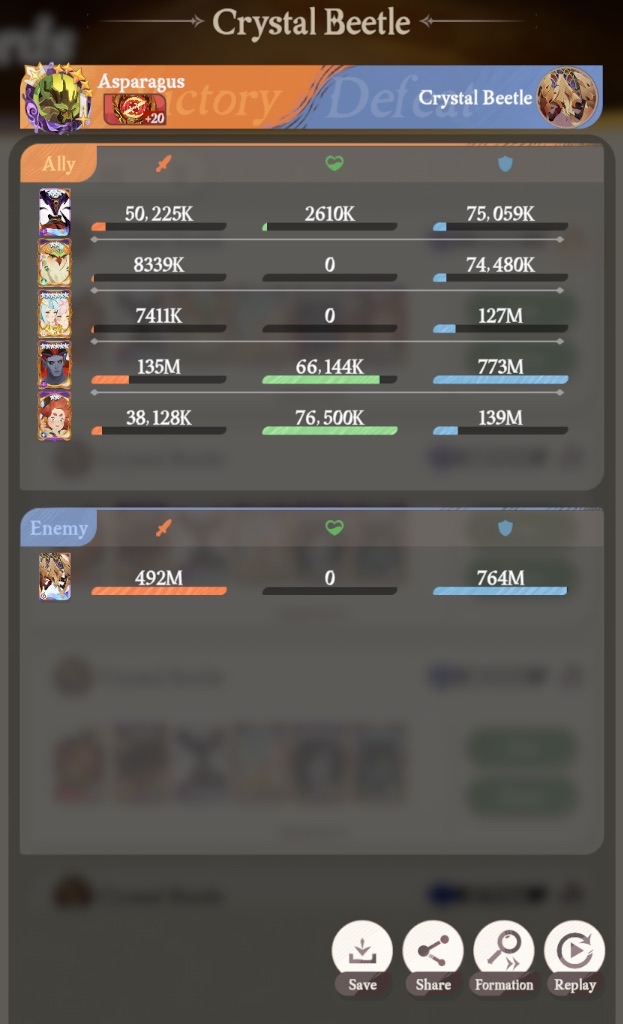 Crystal Beetle
Asparagus
+20
Victory
Defeat
Crystal Beetle
Ally
50,225K 2610K 75,059K
8339K 0 74,480K
7411K 0 127M
135M 66,144K 773M
38,128K 76,500K 139M
Enemy
492M 0 764M
Save Share Formation Replay